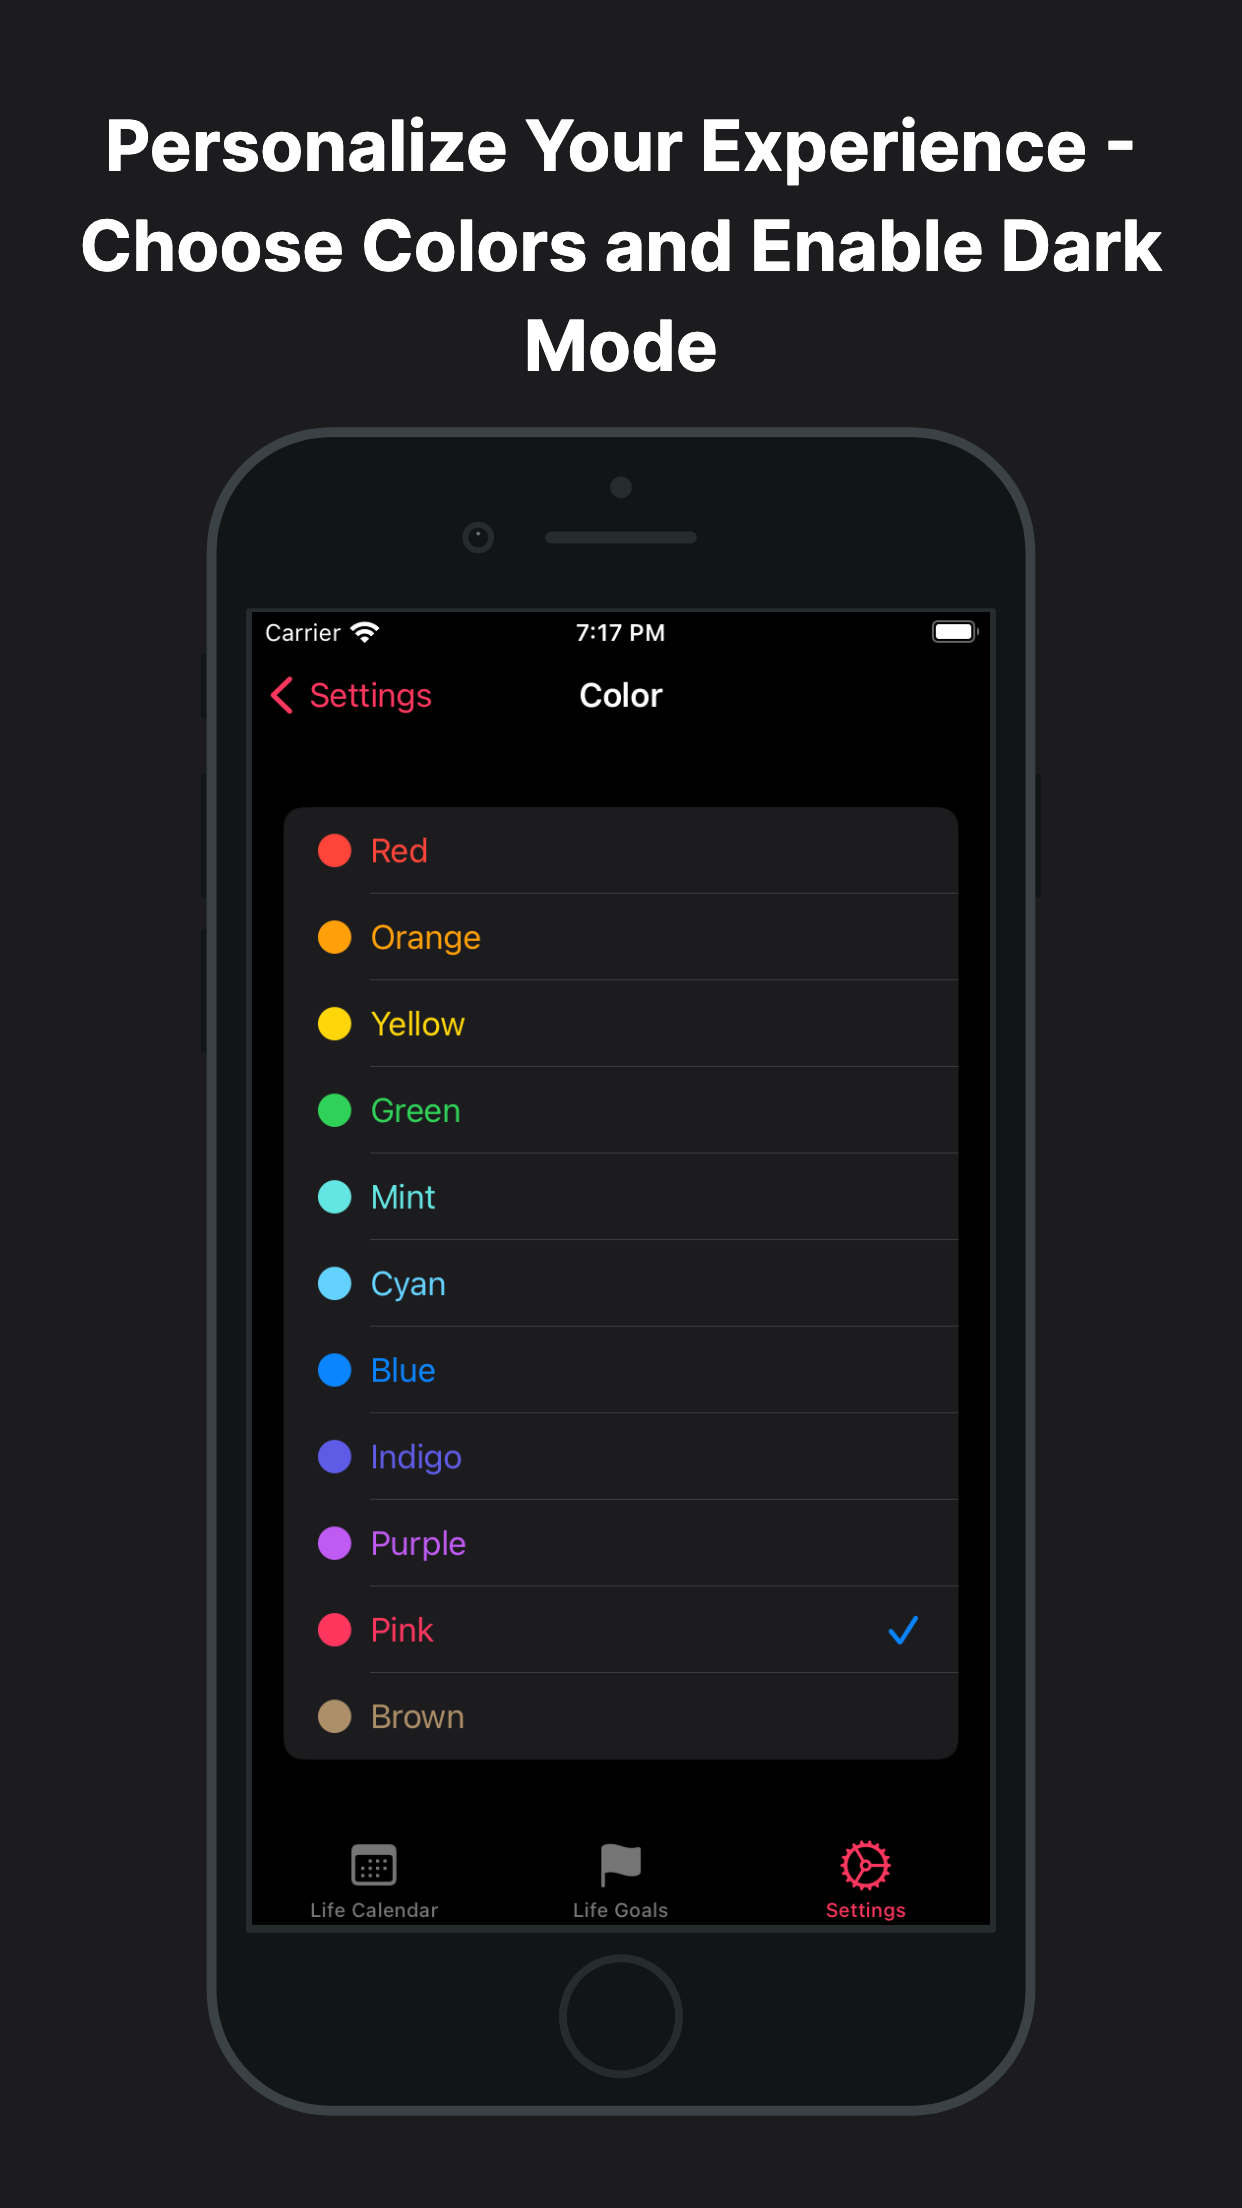 Personalize Your Experience -
Choose Colors and Enable Dark
Mode
Carrier 7:17 PM
Settings Color
Red
Orange
Yellow
Green
Mint
Cyan
Blue
Indigo
Purple
Pink
Brown
Life Calendar Life Goals Settings